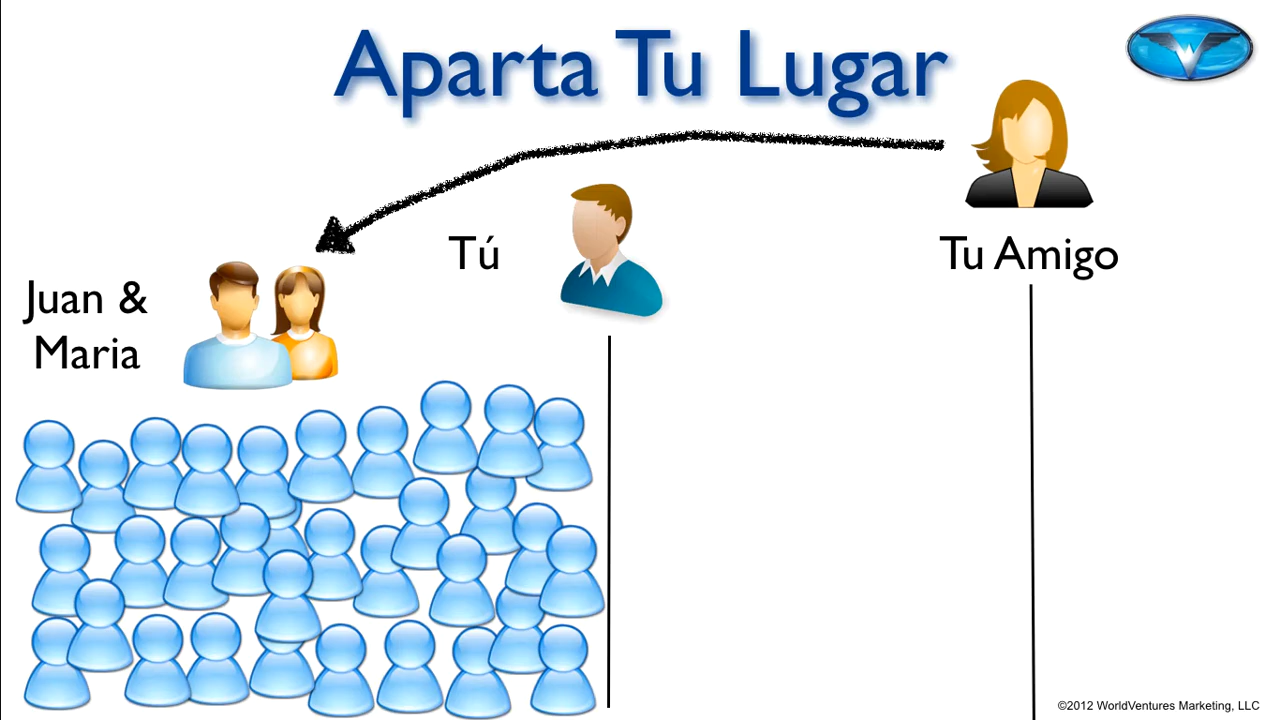 Aparta Tu Lugar
Tú
Tu Amigo
Juan &
Maria
©2012 WorldVentures Marketing, LLC